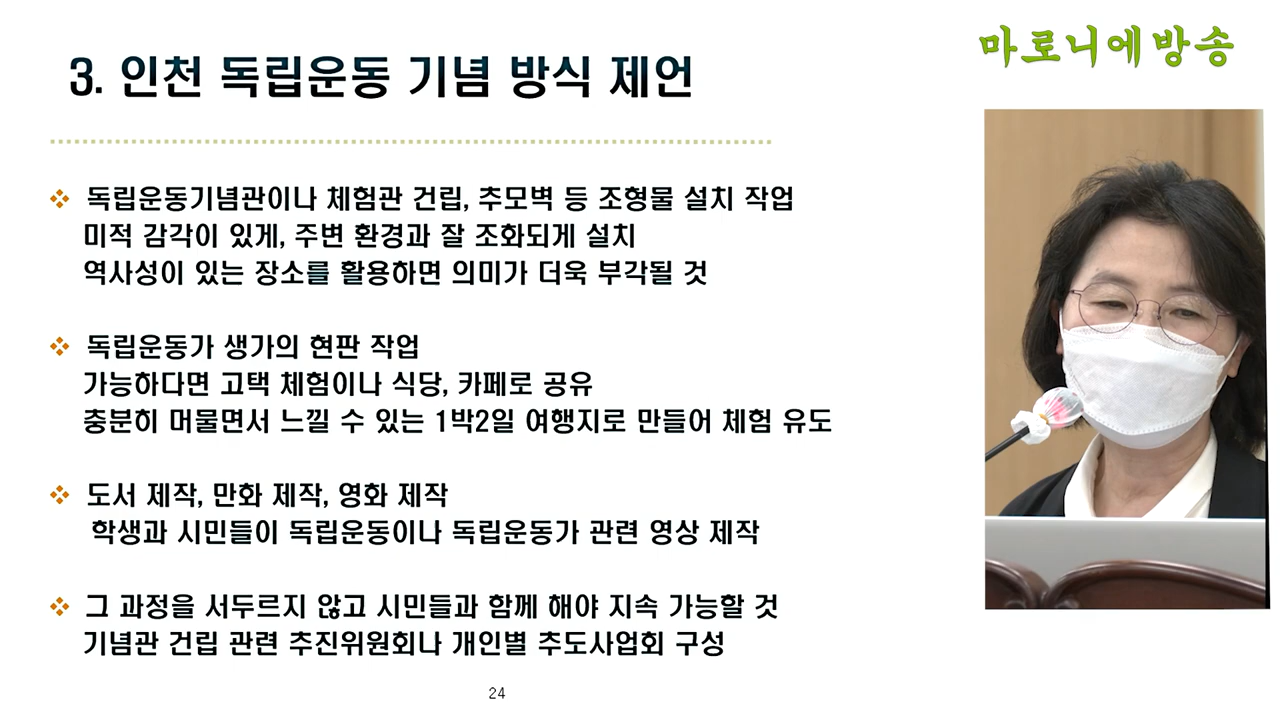 마로니에방송
3. 인천 독립운동 기념 방식 제언
독립운동기념관이나 체험관 건립, 추모벽 등 조형물 설치 작업
미적 감각이 있게, 주변 환경과 잘 조화되게 설치
역사성이 있는 장소를 활용하면 의미가 더욱 부각될 것
독립운동가 생가의 현판 작업
가능하다면 고택 체험이나 식당, 카페로 공유
충분히 머물면서 느낄 수 있는 1박2일 여행지로 만들어 체험 유도
도서 제작, 만화 제작, 영화 제작
학생과 시민들이 독립운동이나 독립운동가 관련 영상 제작
그 과정을 서두르지 않고 시민들과 함께 해야 지속 가능할 것
기념관 건립 관련 추진위원회나 개인별 추도사업회 구성
24